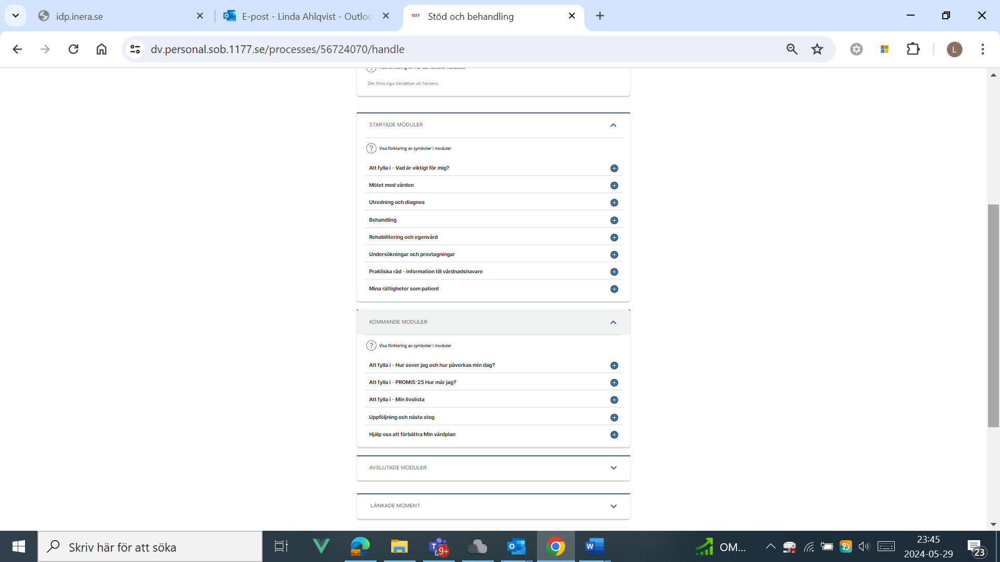 idp.inera.se
E-post - Linda Ahlqvist - Outloo
1177 Stöd och behandling
dv.personal.sob.1177.se/processes/56724070/handle
L
Det finns inga händelser att hantera.
STARTADE MODULER
? Visa förklaring av symboler i moduler
Att fylla i - Vad är viktigt för mig?
Mötet med vården
Utredning och diagnos
Behandling
Rehabilitering och egenvård
Undersökningar och provtagningar
Praktiska råd - information till vårdnadshavare
Mina rättigheter som patient
KOMMANDE MODULER
? Visa förklaring av symboler i moduler
Att fylla i - Hur sover jag och hur påverkas min dag?
Att fylla i - PROMIS-25 Hur mår jag?
Att fylla i - Min livslista
Uppföljning och nästa steg
Hjälp oss att förbättra Min vårdplan
AVSLUTADE MODULER
LÄNKADE MOMENT
Skriv här för att söka
9+
OM...
23:45
2024-05-29
23